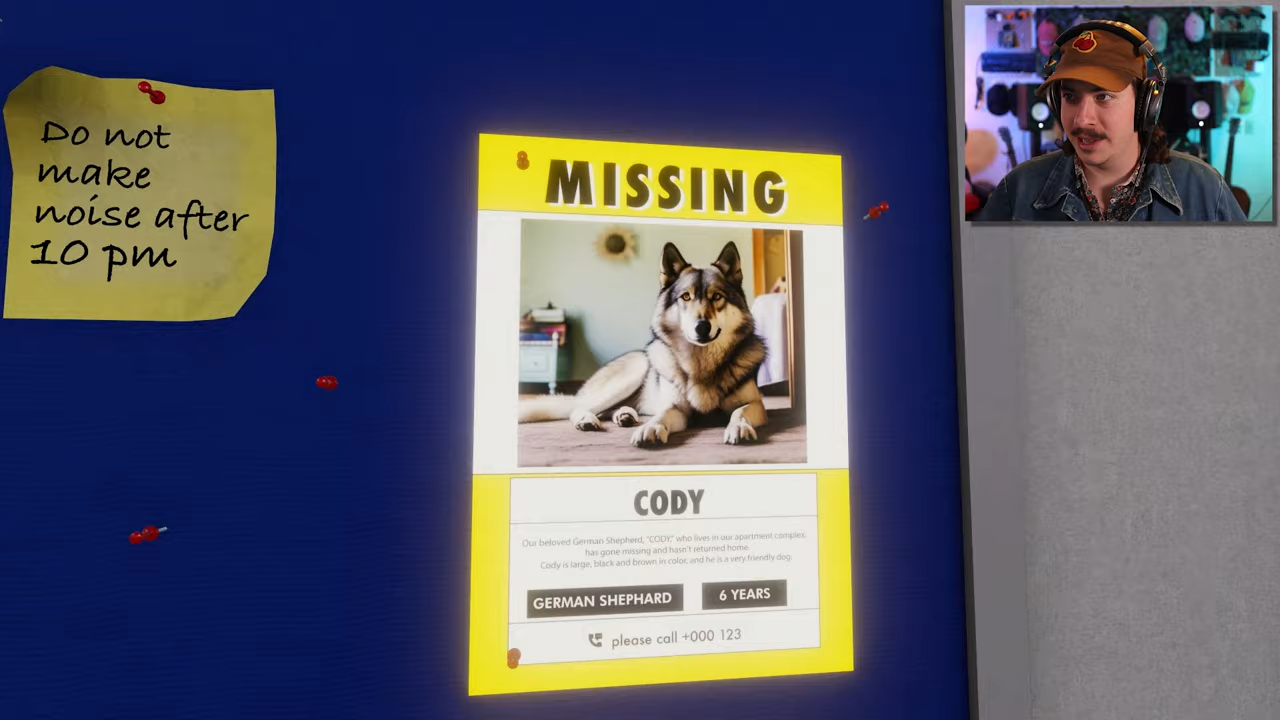 Do not
make
noise after
10 pm
MISSING
CODY
Our beloved German Shepherd, "CODY," who lives in our apartment complex,
has gone missing and hasn't returned home.
Cody is large, black and brown in color, and he is a very friendly dog.
GERMAN SHEPHARD
6 YEARS
please call +000 123